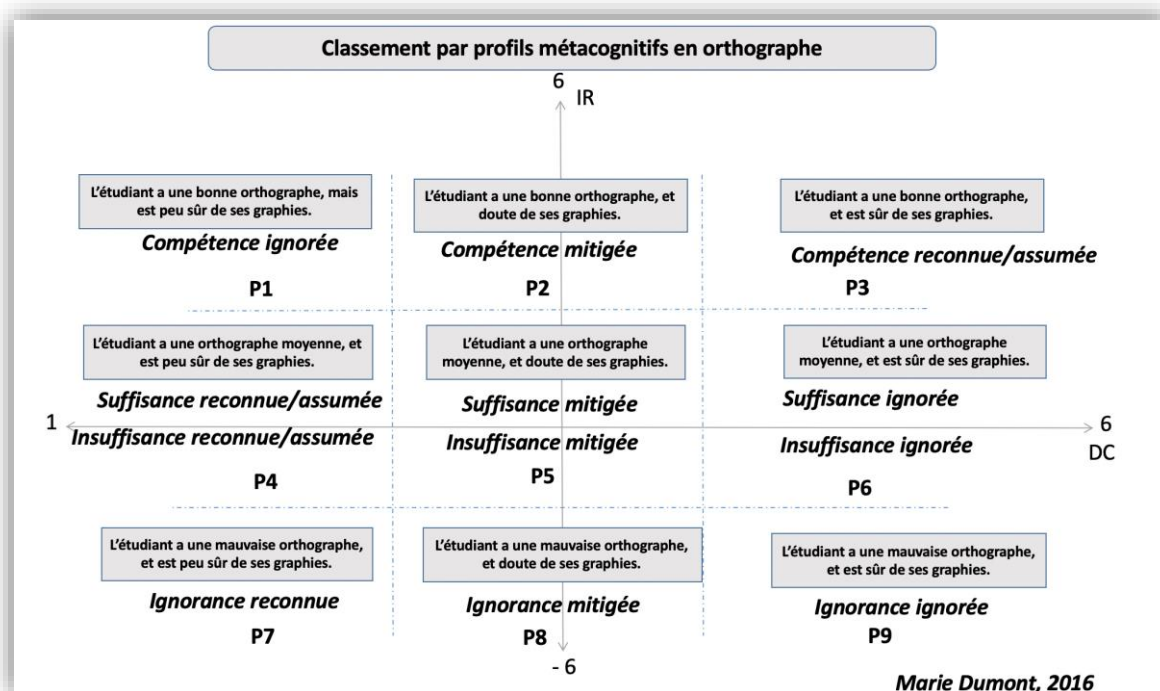 Classement par profils métacognitifs en orthographe
6
IR
L'étudiant a une bonne orthographe, mais
est peu sûr de ses graphies.
Compétence ignorée
P1
L'étudiant a une bonne orthographe, et
doute de ses graphies.
Compétence mitigée
P2
L'étudiant a une bonne orthographe,
et est sûr de ses graphies.
Compétence reconnue/assumée
P3
L'étudiant a une orthographe moyenne, et
est peu sûr de ses graphies.
Suffisance reconnue/assumée
1
Insuffisance reconnue/assumée
P4
L'étudiant a une orthographe
moyenne, et doute de ses graphies.
Suffisance mitigée
Insuffisance mitigée
P5
L'étudiant a une orthographe
moyenne, et est sûr de ses graphies.
Suffisance ignorée
6
DC
Insuffisance ignorée
P6
L'étudiant a une mauvaise orthographe,
et est peu sûr de ses graphies.
Ignorance reconnue
P7
L'étudiant a une mauvaise orthographe,
et doute de ses graphies.
Ignorance mitigée
P8
L'étudiant a une mauvaise orthographe, et
est sûr de ses graphies.
Ignorance ignorée
P9
- 6
Marie Dumont, 2016